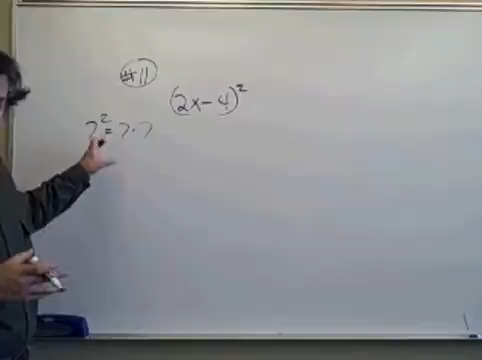 #11
(2x-4)²
7² = 7·7